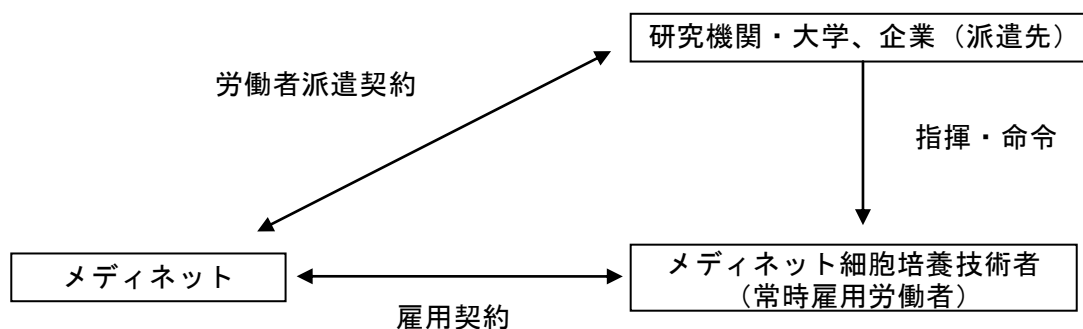 研究機関・大学、企業（派遣先）
労働者派遣契約
指揮・命令
メディネット
メディネット細胞培養技術者
（常時雇用労働者）
雇用契約